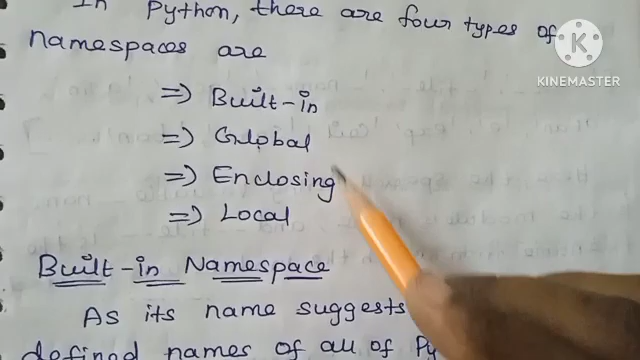 In Python, there are four types of
namespaces are
=> Built-in
=> Global
=> Enclosing
=> Local
Built-in Namespace
As its name suggests
defined names of all of Py
K
KINEMASTER